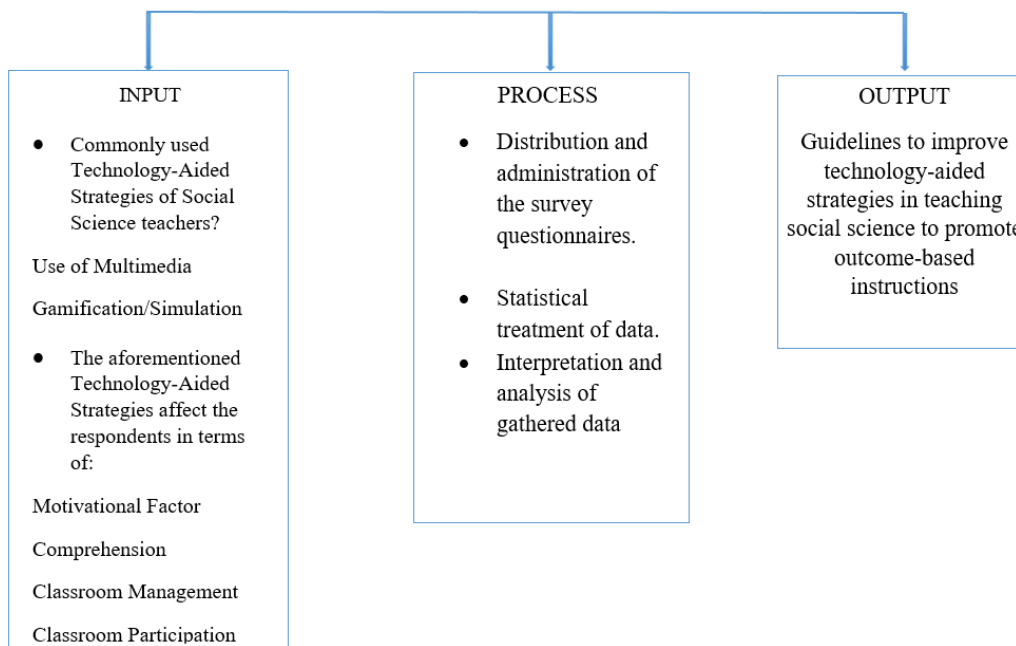 INPUT
● Commonly used
Technology-Aided
Strategies of Social
Science teachers?
Use of Multimedia
Gamification/Simulation
● The aforementioned
Technology-Aided
Strategies affect the
respondents in terms
of:
Motivational Factor
Comprehension
Classroom Management
Classroom Participation
PROCESS
● Distribution and
administration of
the survey
questionnaires.
● Statistical
treatment of data.
● Interpretation and
analysis of
gathered data
OUTPUT
Guidelines to improve
technology-aided
strategies in teaching
social science to promote
outcome-based
instructions